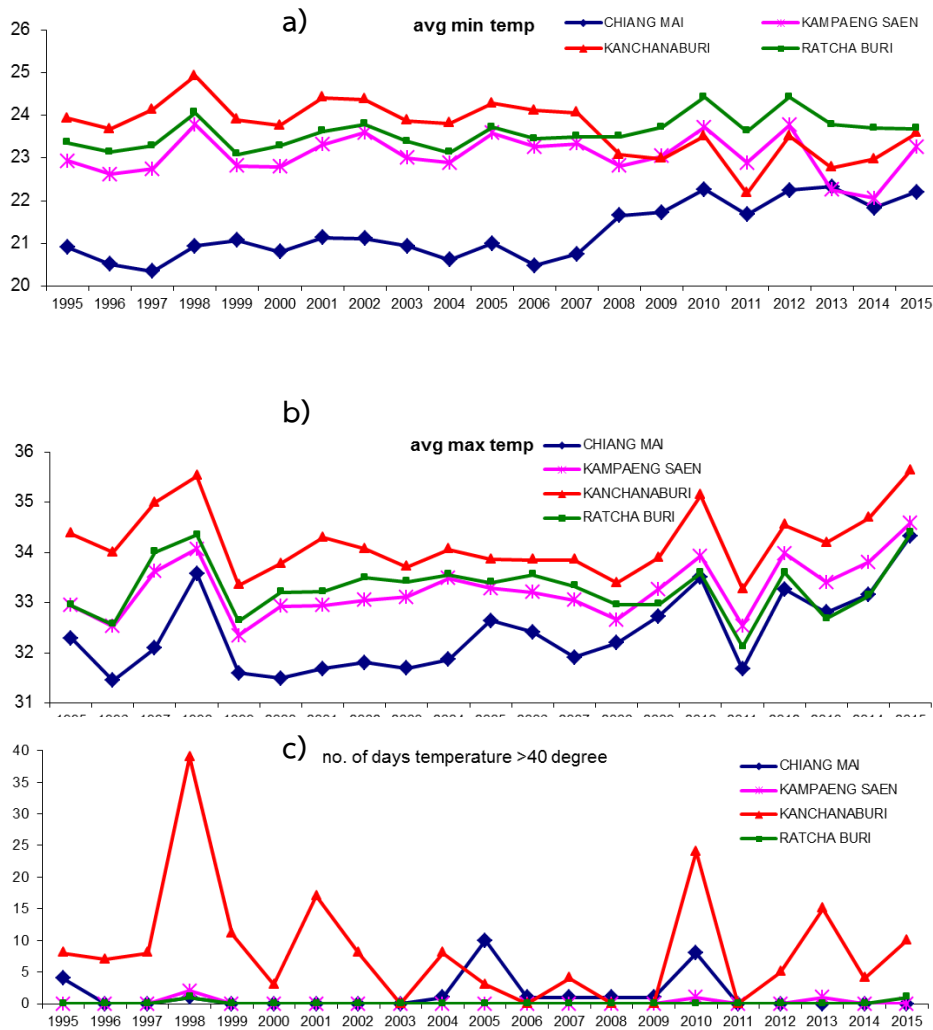 a)
avg min temp
CHIANG MAI KAMPAENG SAEN
KANCHANABURI RATCHA BURI
26
25
24
23
22
21
20
1995 1996 1997 1998 1999 2000 2001 2002 2003 2004 2005 2006 2007 2008 2009 2010 2011 2012 2013 2014 2015
b)
avg max temp
CHIANG MAI
KAMPAENG SAEN
KANCHANABURI
RATCHA BURI
36
35
34
33
32
31
c)
no. of days temperature >40 degree
CHIANG MAI
KAMPAENG SAEN
KANCHANABURI
RATCHA BURI
40
35
30
25
20
15
10
5
0
1995 1996 1997 1998 1999 2000 2001 2002 2003 2004 2005 2006 2007 2008 2009 2010 2011 2012 2013 2014 2015